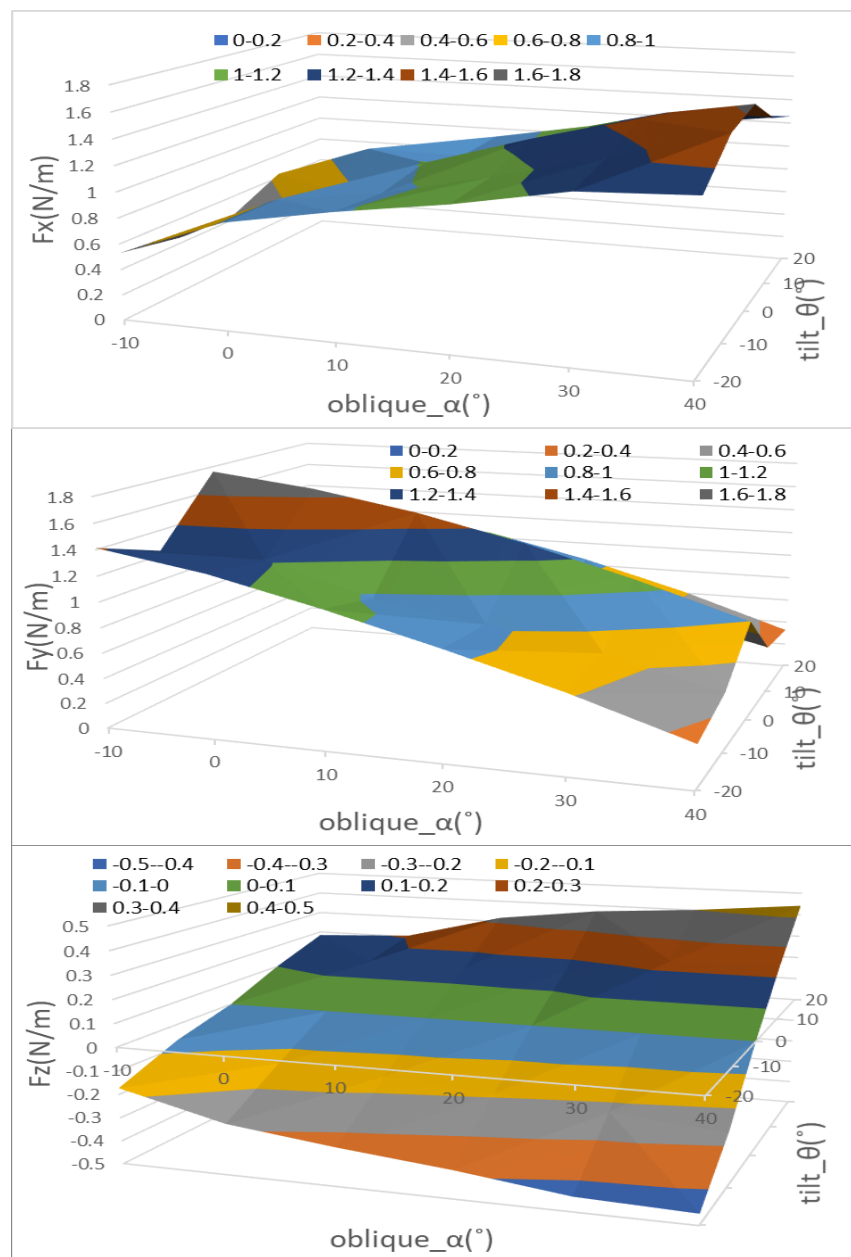 0-0.2 0.2-0.4 0.4-0.6 0.6-0.8 0.8-1
1-1.2 1.2-1.4 1.4-1.6 1.6-1.8
1.8
1.6
1.4
1.2
1
0.8
0.6
0.4
0.2
0
Fx(N/m)
-10 0 10 20 30 40
oblique_α(˚)
20
10
0
-10
-20
tilt_θ(˚)
0-0.2 0.2-0.4 0.4-0.6
0.6-0.8 0.8-1 1-1.2
1.2-1.4 1.4-1.6 1.6-1.8
1.8
1.6
1.4
1.2
1
0.8
0.6
0.4
0.2
0
Fy(N/m)
-10 0 10 20 30 40
oblique_α(˚)
20
10
0
-10
-20
tilt_θ(˚)
-0.5--0.4 -0.4--0.3 -0.3--0.2 -0.2--0.1
-0.1-0 0-0.1 0.1-0.2 0.2-0.3
0.3-0.4 0.4-0.5
0.5
0.4
0.3
0.2
0.1
0
-0.1
-0.2
-0.3
-0.4
-0.5
Fz(N/m)
-10 0 10 20 30 40
oblique_α(˚)
20
10
0
-10
-20
tilt_θ(˚)